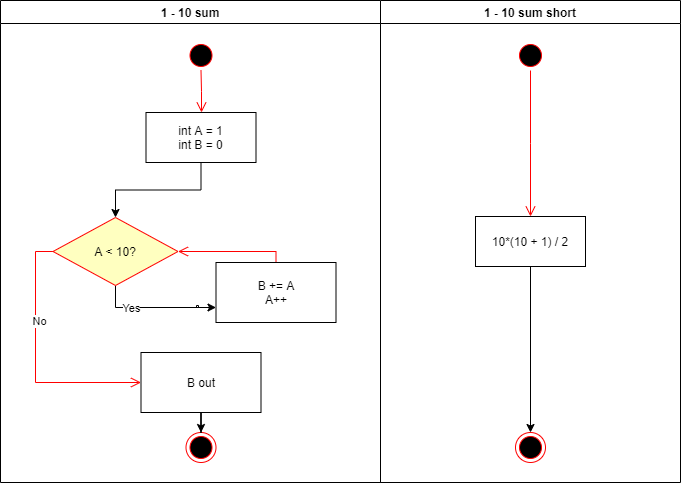 1 - 10 sum
1 - 10 sum short
int A = 1
int B = 0
A < 10?
10*(10 + 1) / 2
B += A
A++
Yes
No
B out